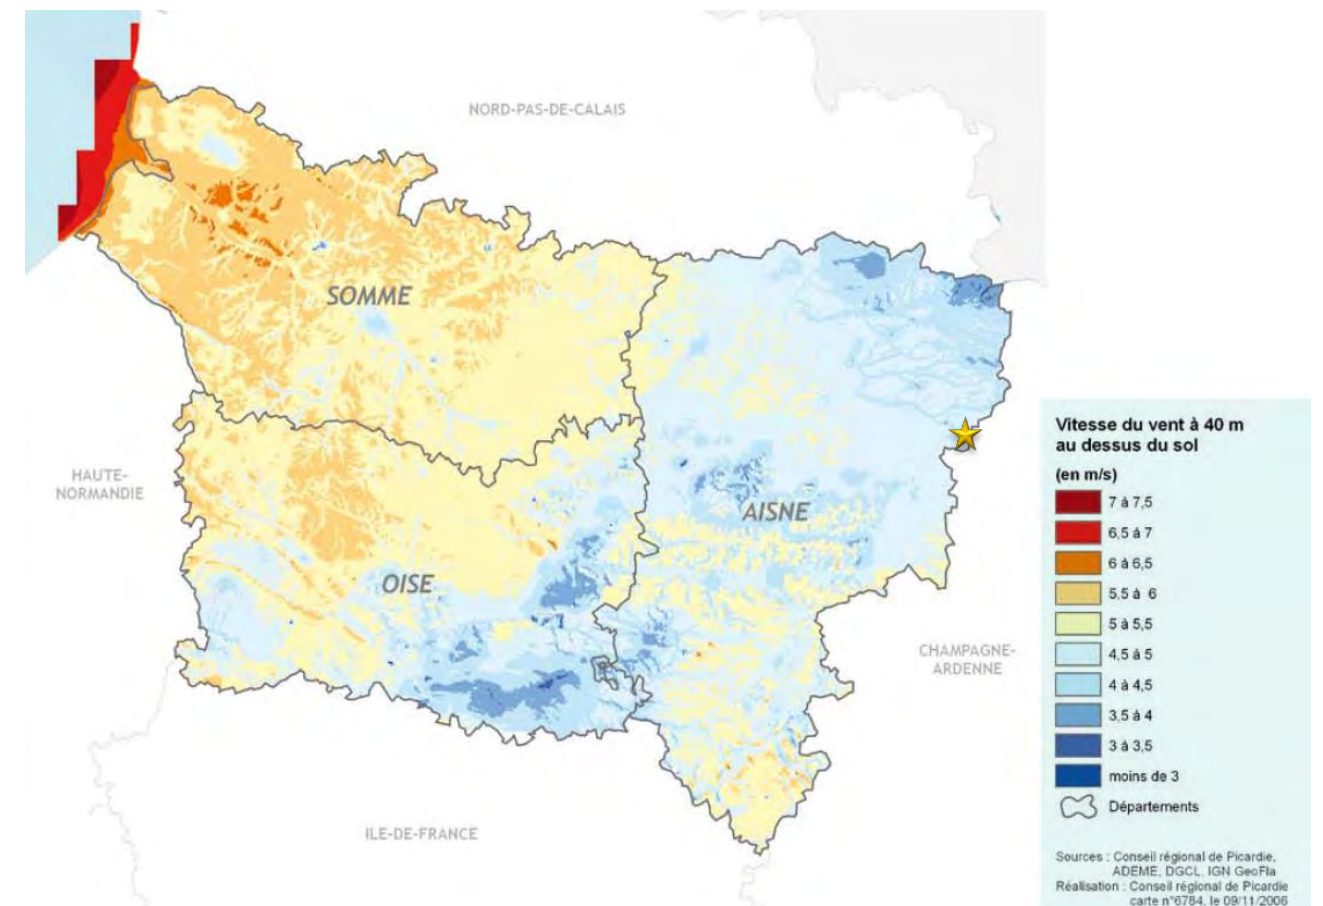 NORD-PAS-DE-CALAIS
SOMME
HAUTE-
NORMANDIE
AISNE
OISE
CHAMPAGNE-
ARDENNE
ILE-DE-FRANCE
Vitesse du vent à 40 m
au dessus du sol
(en m/s)
7 à 7,5
6,5 à 7
6 à 6,5
5,5 à 6
5 à 5,5
4,5 à 5
4 à 4,5
3,5 à 4
3 à 3,5
moins de 3
Départements
Sources : Conseil régional de Picardie,
ADEME, DGCL, IGN GeoFla
Réalisation : Conseil régional de Picardie
carte n°6784, le 09/11/2006